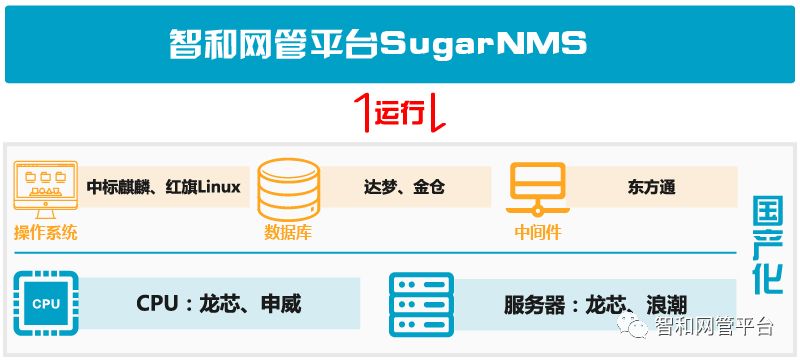 智和网管平台SugarNMS
运行
中标麒麟、红旗Linux
达梦、金仓
东方通
操作系统
数据库
中间件
国产化
CPU
CPU：龙芯、申威
服务器：龙芯、浪潮
智和网管平台